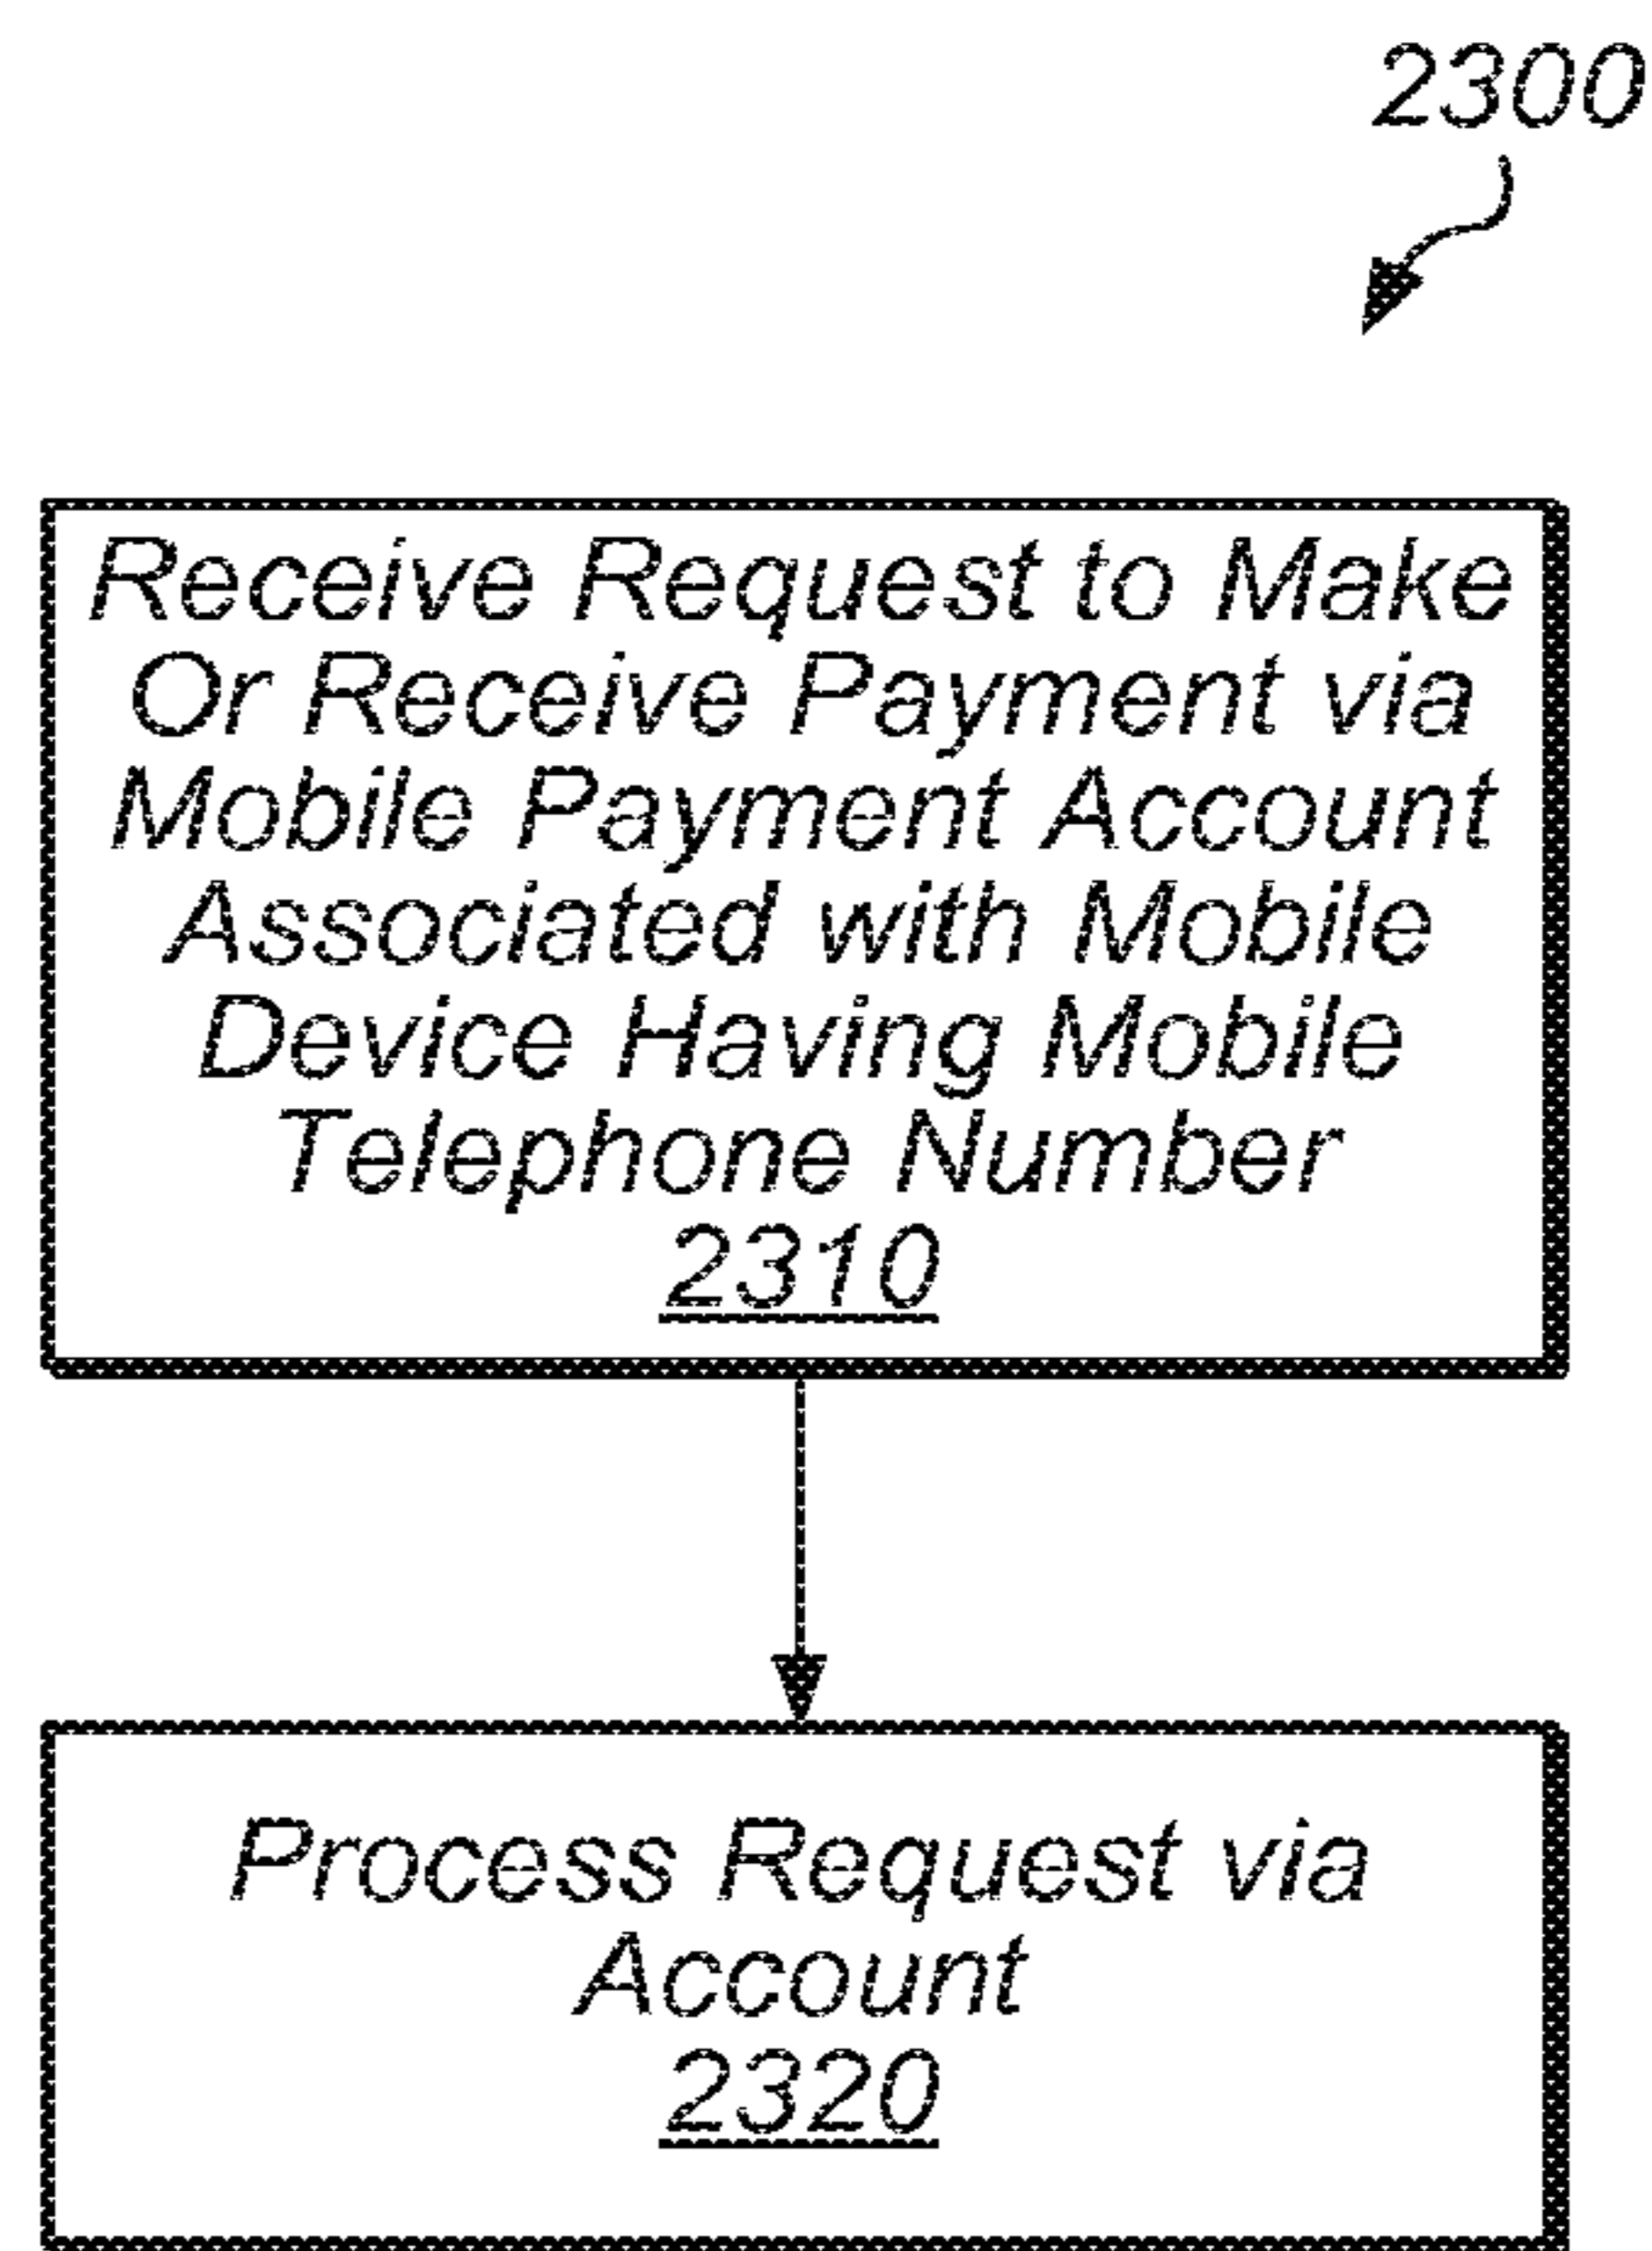 2300
Receive Request to Make
Or Receive Payment via
Mobile Payment Account
Associated with Mobile
Device Having Mobile
Telephone Number
2310
Process Request via
Account
2320